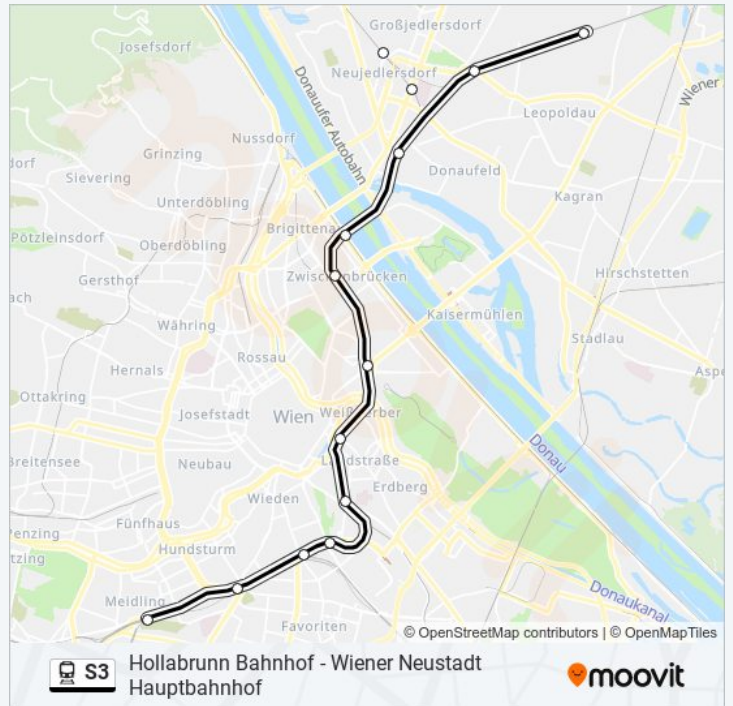 Großjedlersdorf
Josefsdorf
Neujedlersdorf
Donauufer Autobahn
Wiener
Leopoldau
Nussdorf
Grinzing
dorf
Sievering
Donaufeld
Kagran
Unterdöbling
Brigittenau
Pötzleinsdorf
Oberdöbling
Gersthof
Zwischenbrücken
Hirschstetten
ach
Währing
Kaisermühlen
Stadlau
Rossau
Hernals
Aspe
Ottakring
Josefstadt
Wien
Weißgerber
Breitensee
Neubau
Landstraße
Donau
Erdberg
Wieden
Penzing
Fünfhaus
tzing
Hundsturm
Donaukanal
Meidling
Favoriten
© OpenStreetMap contributors | © OpenMapTiles
S3
Hollabrunn Bahnhof - Wiener Neustadt
Hauptbahnhof
moovit